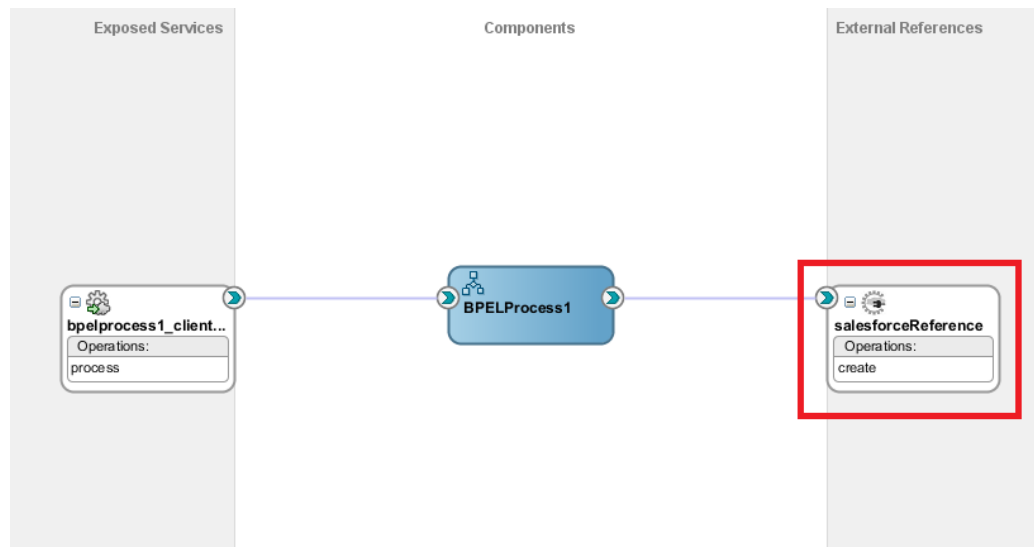 Exposed Services
Components
External References
bpelprocess1_client...
Operations:
process
BPELProcess1
salesforceReference
Operations:
create